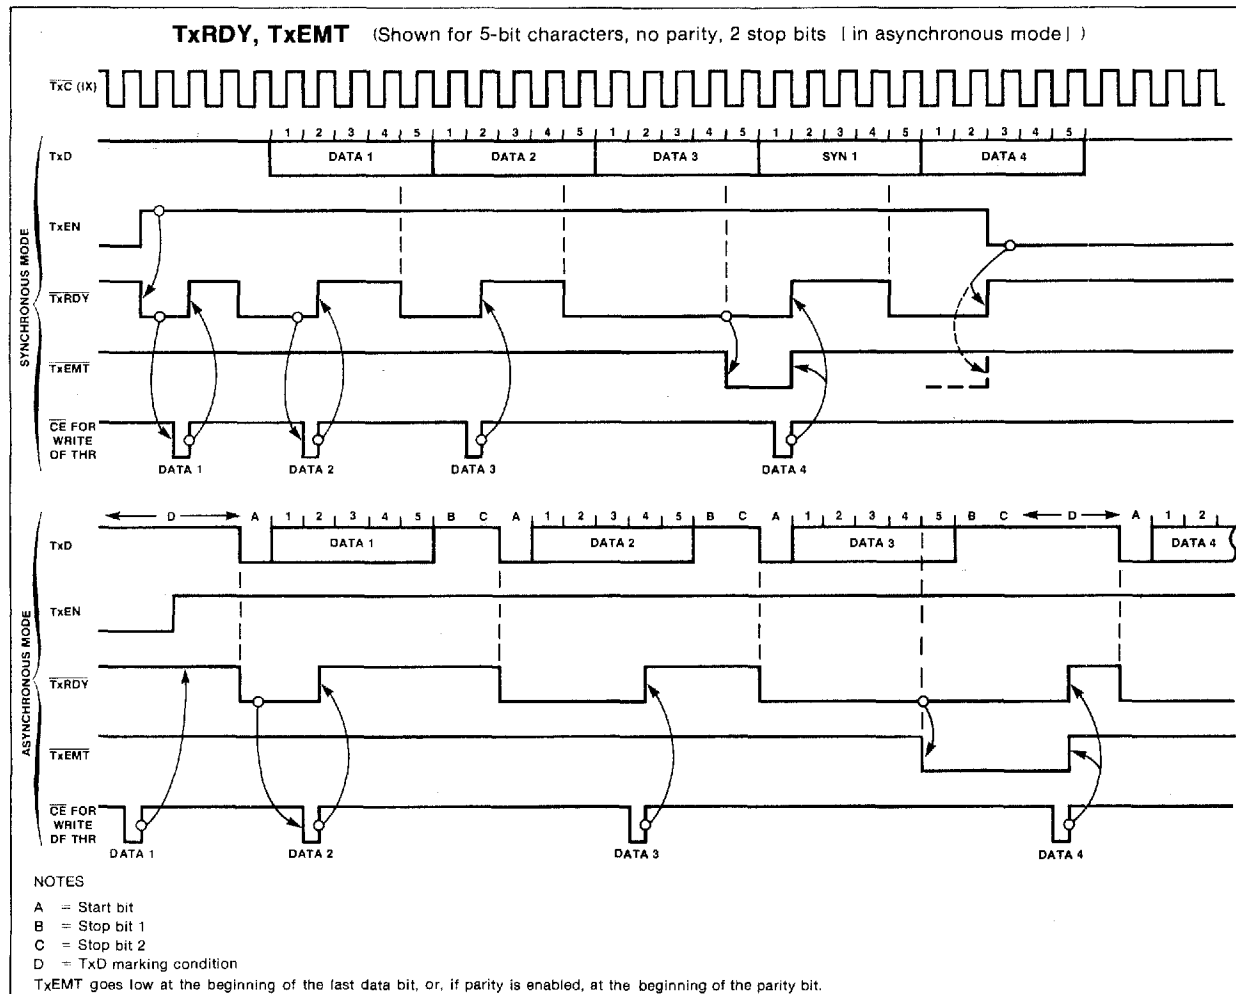 TxRDY, TxEMT (Shown for 5-bit characters, no parity, 2 stop bits [in asynchronous mode])
TxC (IX)
SYNCHRONOUS MODE
1 2 3 4 5 1 2 3 4 5 1 2 3 4 5 1 2 3 4 5 1 2 3 4 5
TxD DATA 1 DATA 2 DATA 3 SYN 1 DATA 4
TxEN
TxRDY
TxEMT
CE FOR
WRITE
OF THR
DATA 1 DATA 2 DATA 3 DATA 4
ASYNCHRONOUS MODE
D A 1 2 3 4 5 B C A 1 2 3 4 5 B C A 1 2 3 4 5 B C D A 1 2
TxD DATA 1 DATA 2 DATA 3 DATA 4
TxEN
TxRDY
TxEMT
CE FOR
WRITE
DF THR
DATA 1 DATA 2 DATA 3 DATA 4
NOTES
A = Start bit
B = Stop bit 1
C = Stop bit 2
D = TxD marking condition
TxEMT goes low at the beginning of the last data bit, or, if parity is enabled, at the beginning of the parity bit.